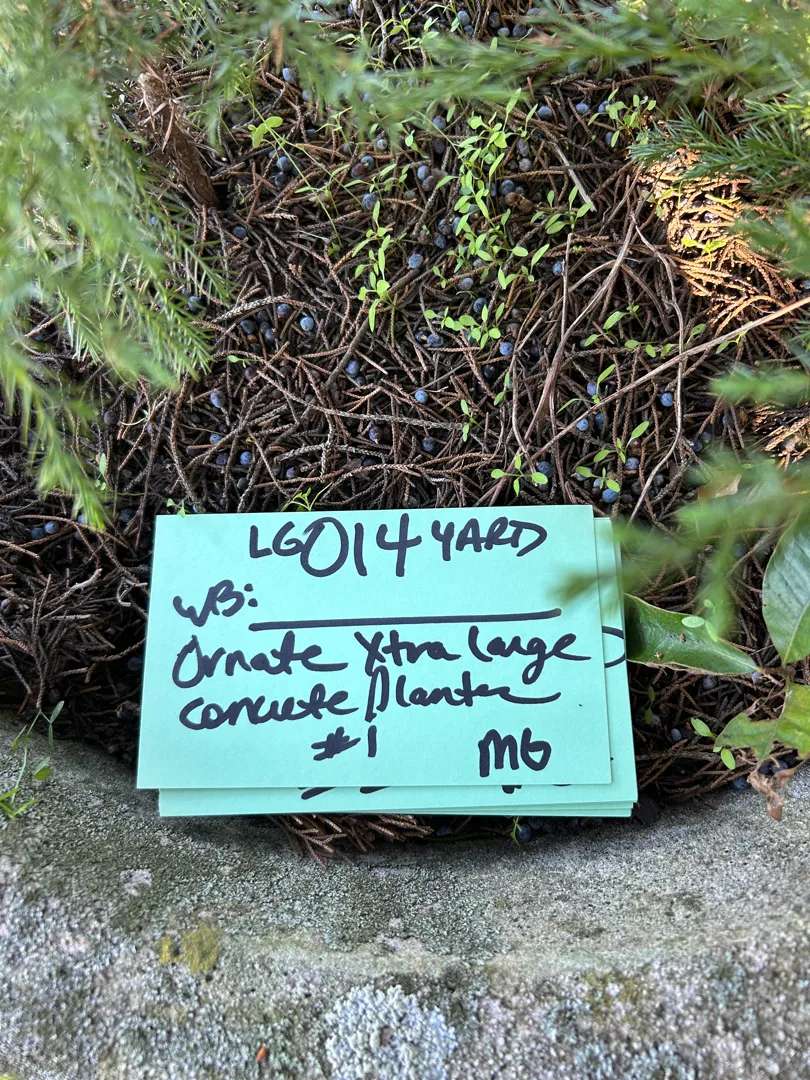 LG014 YARD
WB:
Ornate Xtra large
concrete Planter
#1 MG